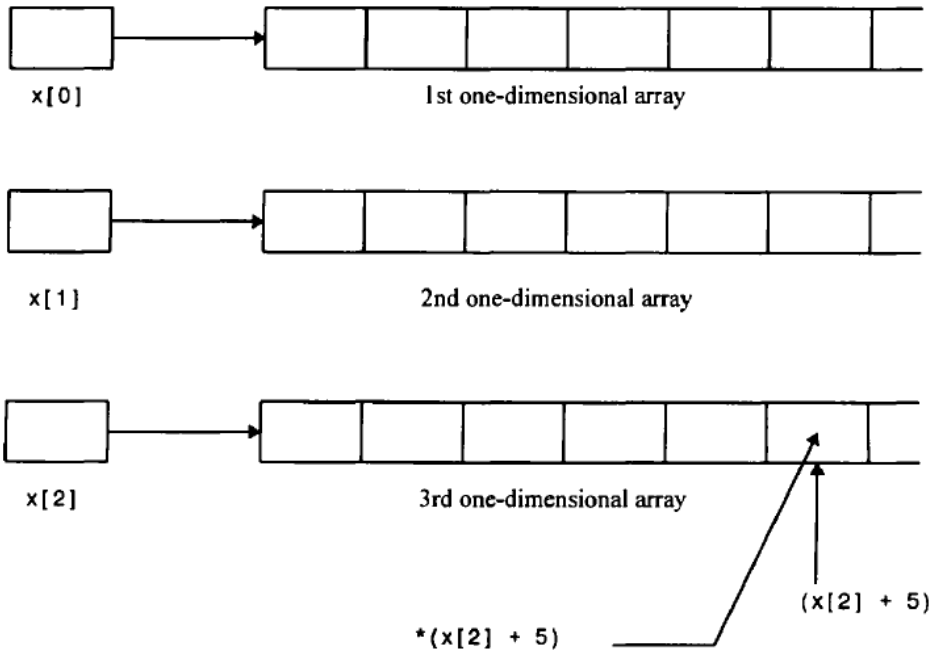 x[0]
1st one-dimensional array
x[1]
2nd one-dimensional array
x[2]
3rd one-dimensional array
(x[2] + 5)
*(x[2] + 5)